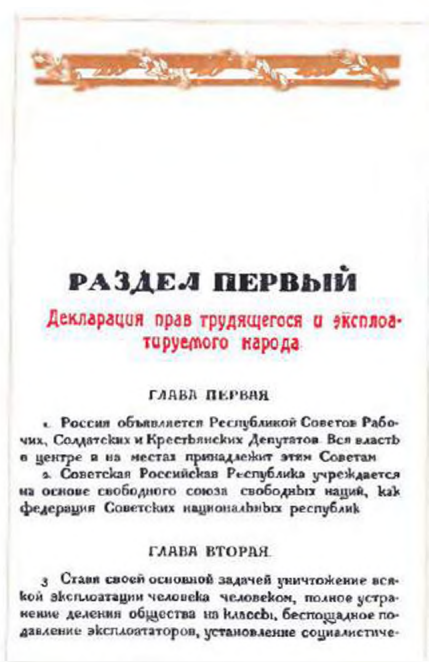 РАЗДЕЛ ПЕРВЫЙ
Декларация прав трудящегося и эксплоа-
тируемого народа
ГЛАВА ПЕРВАЯ
1. Россия объявляется Республикой Советов Рабо-
чих, Солдатских и Крестьянских Депутатов. Вся власть
в центре и на местах принадлежит этим Советам
2. Советская Российская Республика учреждается
на основе свободного союза свободных наций, как
федерация Советских национальных республик
ГЛАВА ВТОРАЯ.
3 Ставя своей основной задачей уничтожение вся-
кой эксплоатации человека человеком, полное устра-
нение деления общества на классы, беспощадное по-
давление эксплоататоров, установление социалистиче-